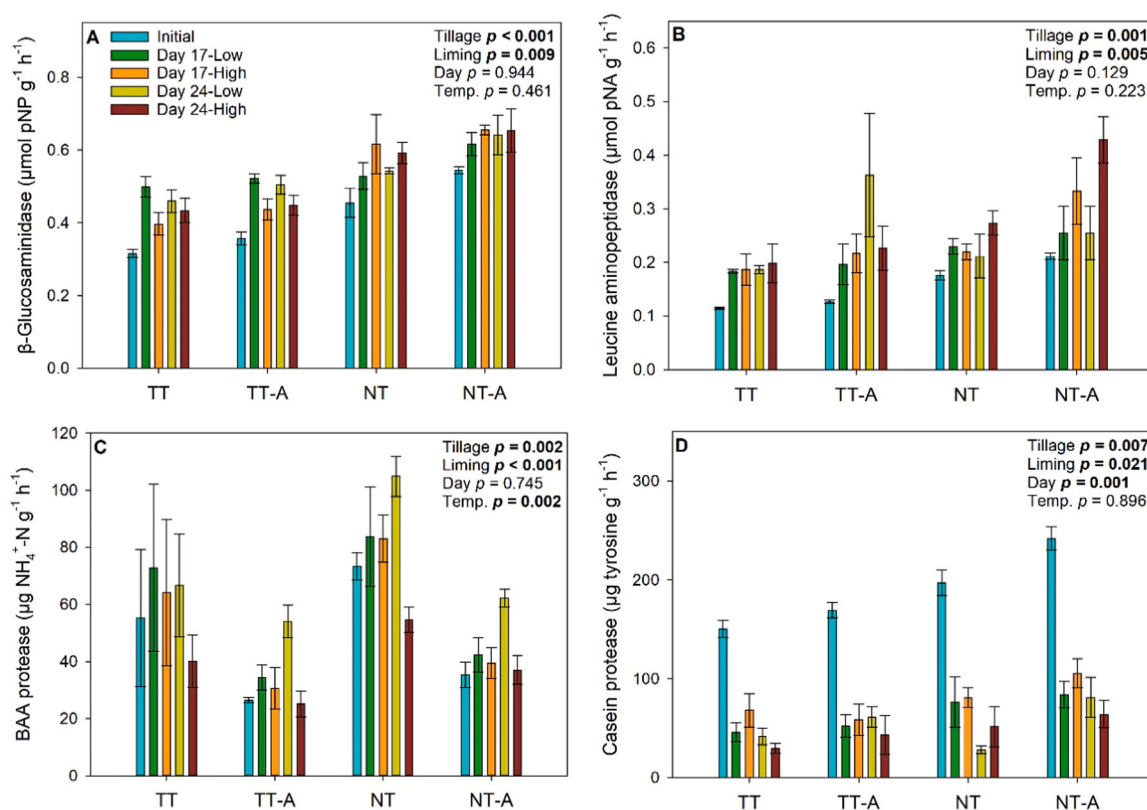 A
Initial
Day 17-Low
Day 17-High
Day 24-Low
Day 24-High
Tillage p < 0.001
Liming p = 0.009
Day p = 0.944
Temp. p = 0.461
β-Glucosaminidase (µmol pNP g⁻¹ h⁻¹)
0.8
0.6
0.4
0.2
0.0
TT TT-A NT NT-A
B
Tillage p = 0.001
Liming p = 0.005
Day p = 0.129
Temp. p = 0.223
Leucine aminopeptidase (µmol pNA g⁻¹ h⁻¹)
0.6
0.5
0.4
0.3
0.2
0.1
0.0
TT TT-A NT NT-A
C
Tillage p = 0.002
Liming p < 0.001
Day p = 0.745
Temp. p = 0.002
BAA protease (µg NH₄⁺-N g⁻¹ h⁻¹)
120
100
80
60
40
20
0
TT TT-A NT NT-A
D
Tillage p = 0.007
Liming p = 0.021
Day p = 0.001
Temp. p = 0.896
Casein protease (µg tyrosine g⁻¹ h⁻¹)
300
200
100
0
TT TT-A NT NT-A